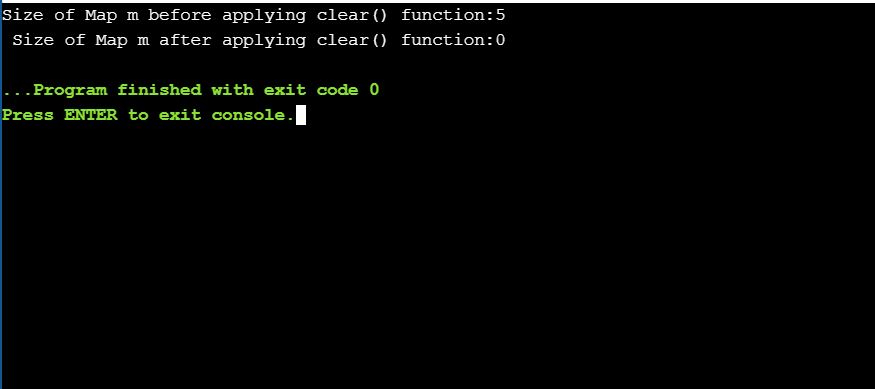 Size of Map m before applying clear() function:5
Size of Map m after applying clear() function:0
...Program finished with exit code 0
Press ENTER to exit console.